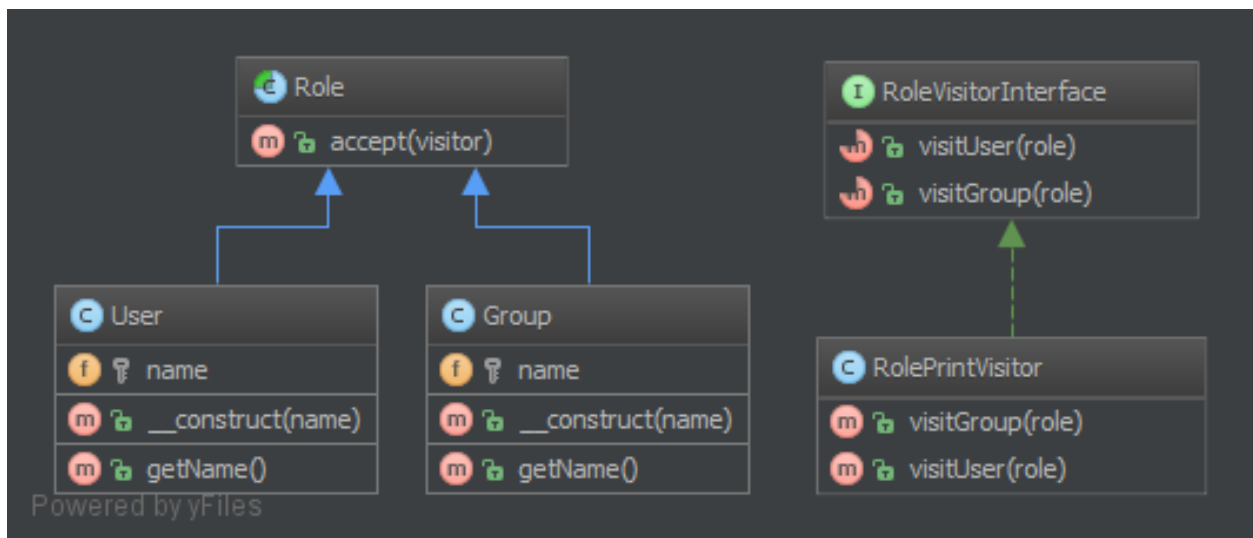 Role
accept(visitor)
RoleVisitorInterface
visitUser(role)
visitGroup(role)
User
name
__construct(name)
getName()
Group
name
__construct(name)
getName()
RolePrintVisitor
visitGroup(role)
visitUser(role)
Powered by yFiles